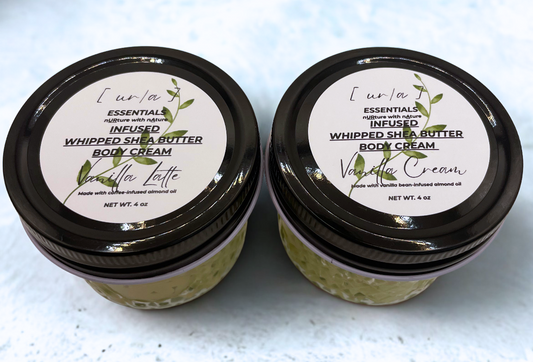 [ ur/a ]
ESSENTIALS
nURture with nAture
INFUSED
WHIPPED SHEA BUTTER
BODY CREAM
Vanilla Latte
Made with coffee-infused almond oil
NET WT. 4 oz
[ ur/a ]
ESSENTIALS
nURture with nAture
INFUSED
WHIPPED SHEA BUTTER
BODY CREAM
Vanilla Cream
Made with vanilla bean-infused almond oil
NET WT. 4 oz